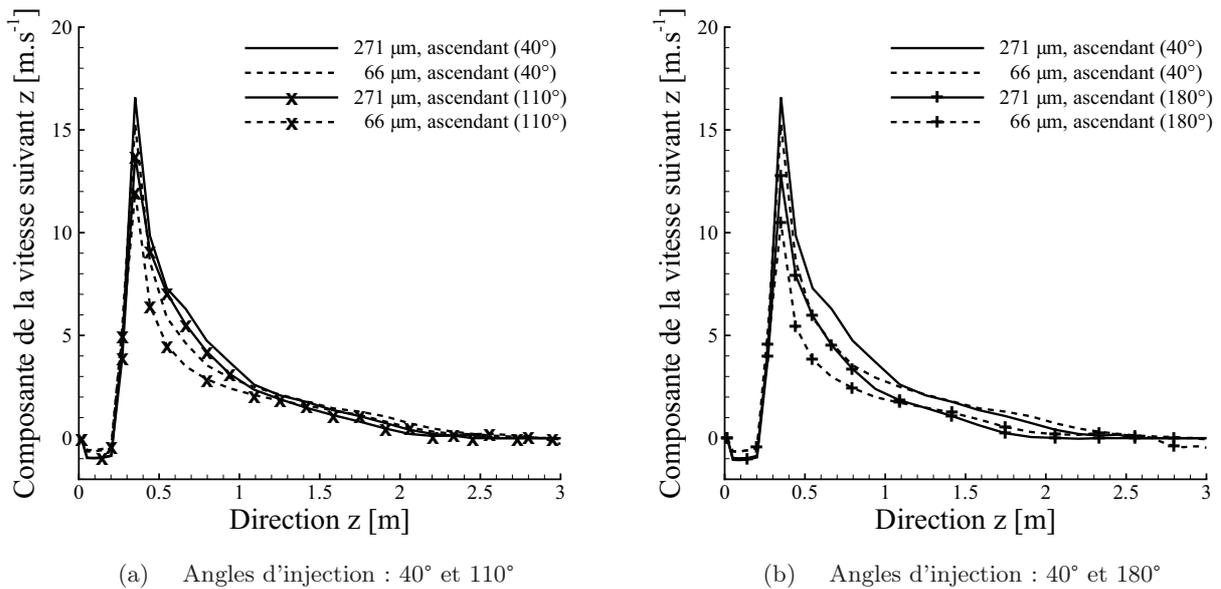 Composante de la vitesse suivant z [m.s⁻¹]
20
15
10
5
0
271 µm, ascendant (40°)
66 µm, ascendant (40°)
271 µm, ascendant (110°)
66 µm, ascendant (110°)
0 0.5 1 1.5 2 2.5 3
Direction z [m]
(a) Angles d'injection : 40° et 110°
Composante de la vitesse suivant z [m.s⁻¹]
20
15
10
5
0
271 µm, ascendant (40°)
66 µm, ascendant (40°)
271 µm, ascendant (180°)
66 µm, ascendant (180°)
0 0.5 1 1.5 2 2.5 3
Direction z [m]
(b) Angles d'injection : 40° et 180°